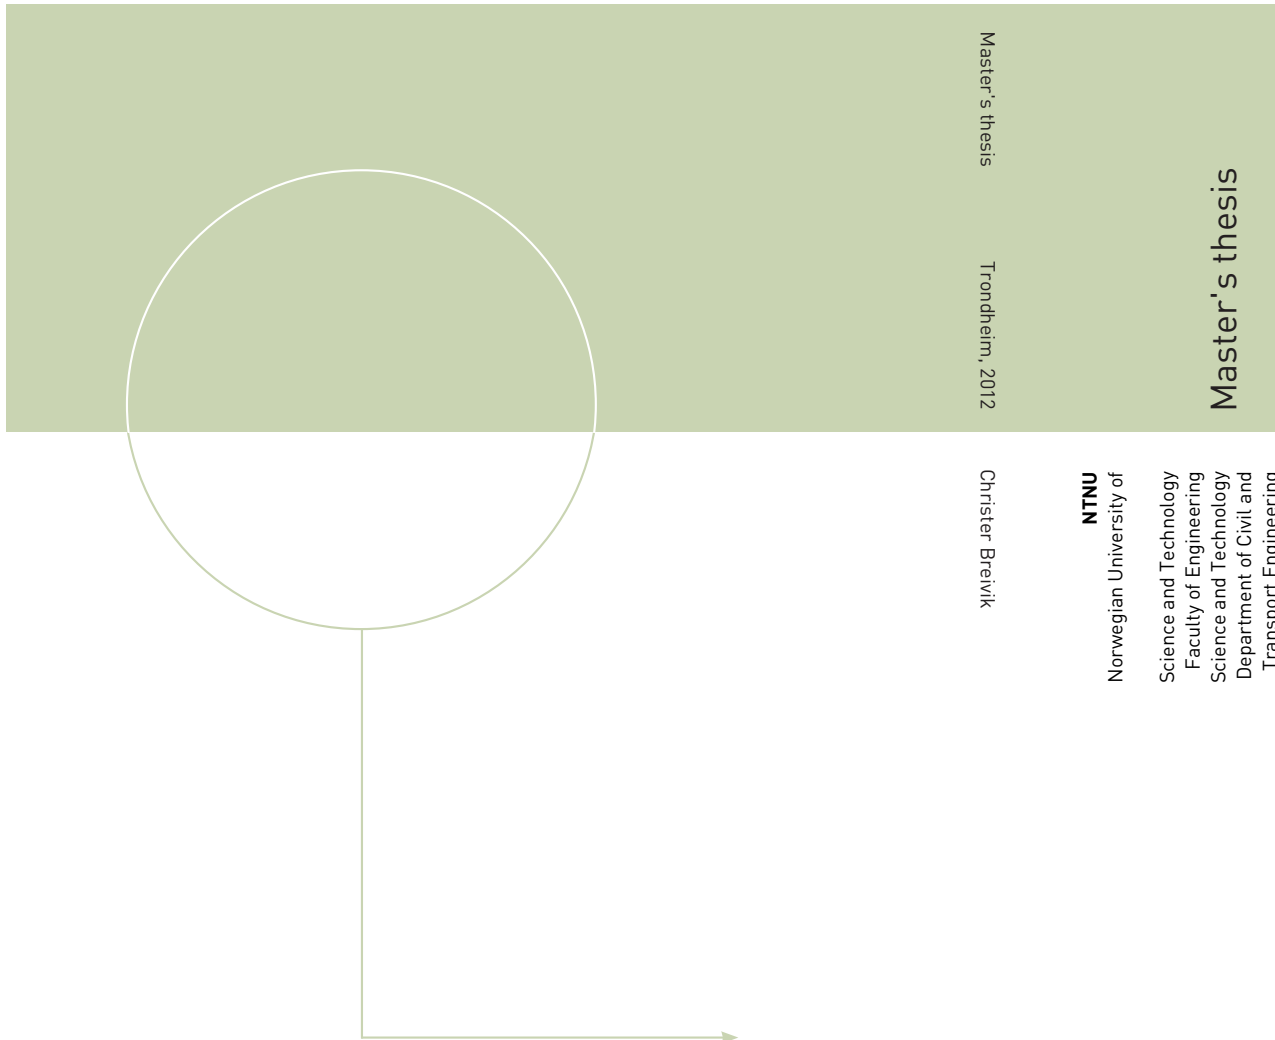 Master's thesis
Trondheim, 2012
Christer Breivik
Master's thesis
NTNU
Norwegian University of
Science and Technology
Faculty of Engineering
Science and Technology
Department of Civil and
Transport Engineering